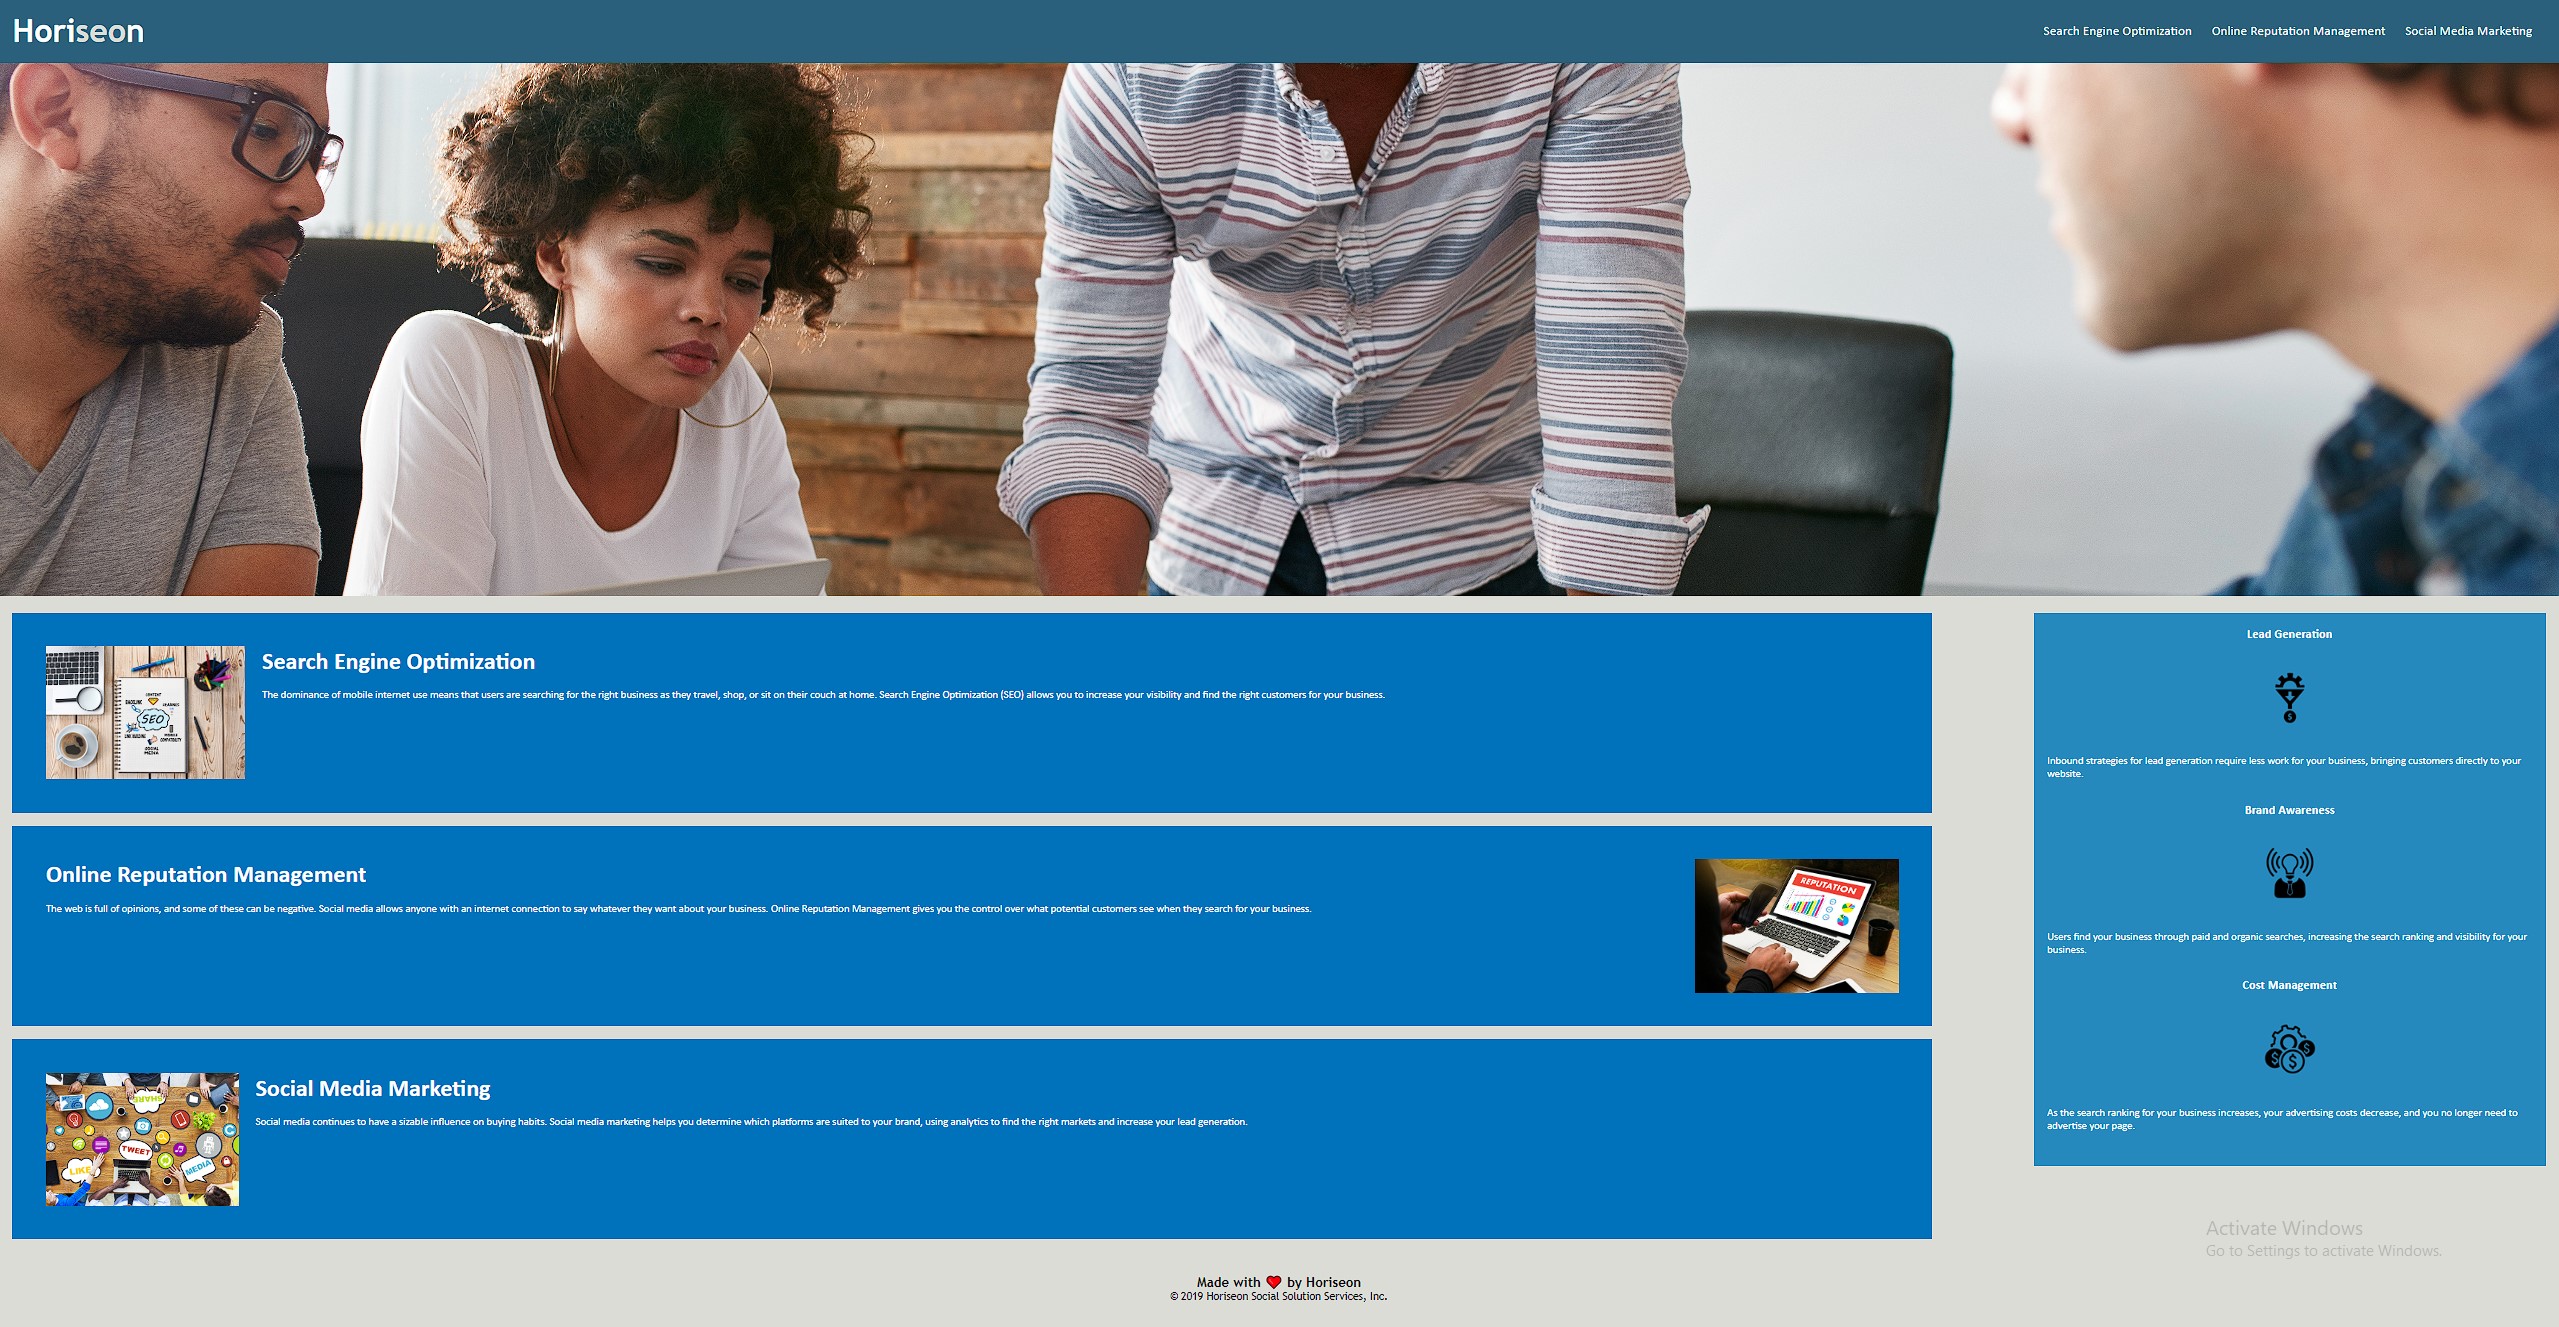 Horiseon
Search Engine Optimization Online Reputation Management Social Media Marketing
SEO
CONTENT
BACKLINK
LINK BUILDING
SOCIAL
MEDIA
Search Engine Optimization
The dominance of mobile internet use means that users are searching for the right business as they travel, shop, or sit on their couch at home. Search Engine Optimization (SEO) allows you to increase your visibility and find the right customers for your business.
Online Reputation Management
The web is full of opinions, and some of these can be negative. Social media allows anyone with an internet connection to say whatever they want about your business. Online Reputation Management gives you the control over what potential customers see when they search for your business.
REPUTATION
SHARE
TWEET
LIKE
MEDIA
Social Media Marketing
Social media continues to have a sizable influence on buying habits. Social media marketing helps you determine which platforms are suited to your brand, using analytics to find the right markets and increase your lead generation.
Lead Generation
Inbound strategies for lead generation require less work for your business, bringing customers directly to your
website.
Brand Awareness
Users find your business through paid and organic searches, increasing the search ranking and visibility for your
business.
Cost Management
As the search ranking for your business increases, your advertising costs decrease, and you no longer need to
advertise your page.
Activate Windows
Go to Settings to activate Windows.
Made with ❤ by Horiseon
© 2019 Horiseon Social Solution Services, Inc.